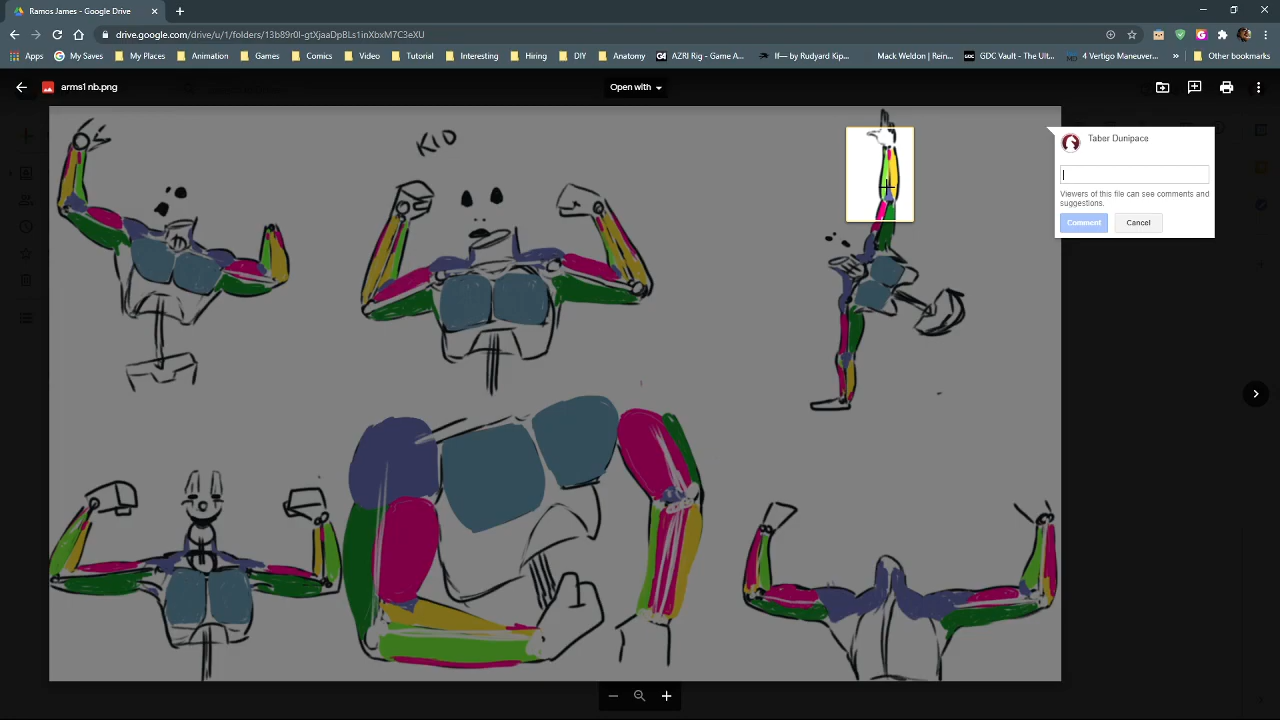 Ramos James - Google Drive
drive.google.com/drive/u/1/folders/13b89r0I-gtXjaaDpBLs1inXbxM7C3eXU
Apps
My Saves
My Places
Animation
Games
Comics
Video
Tutorial
Interesting
Hiring
DIY
Anatomy
AZRI Rig - Game A...
If— by Rudyard Kip...
Mack Weldon | Rein...
GDC Vault - The Ult...
4 Vertigo Maneuver...
Other bookmarks
arms1 nb.png
Open with
KID
Taber Dunipace
Viewers of this file can see comments and
suggestions.
Comment
Cancel